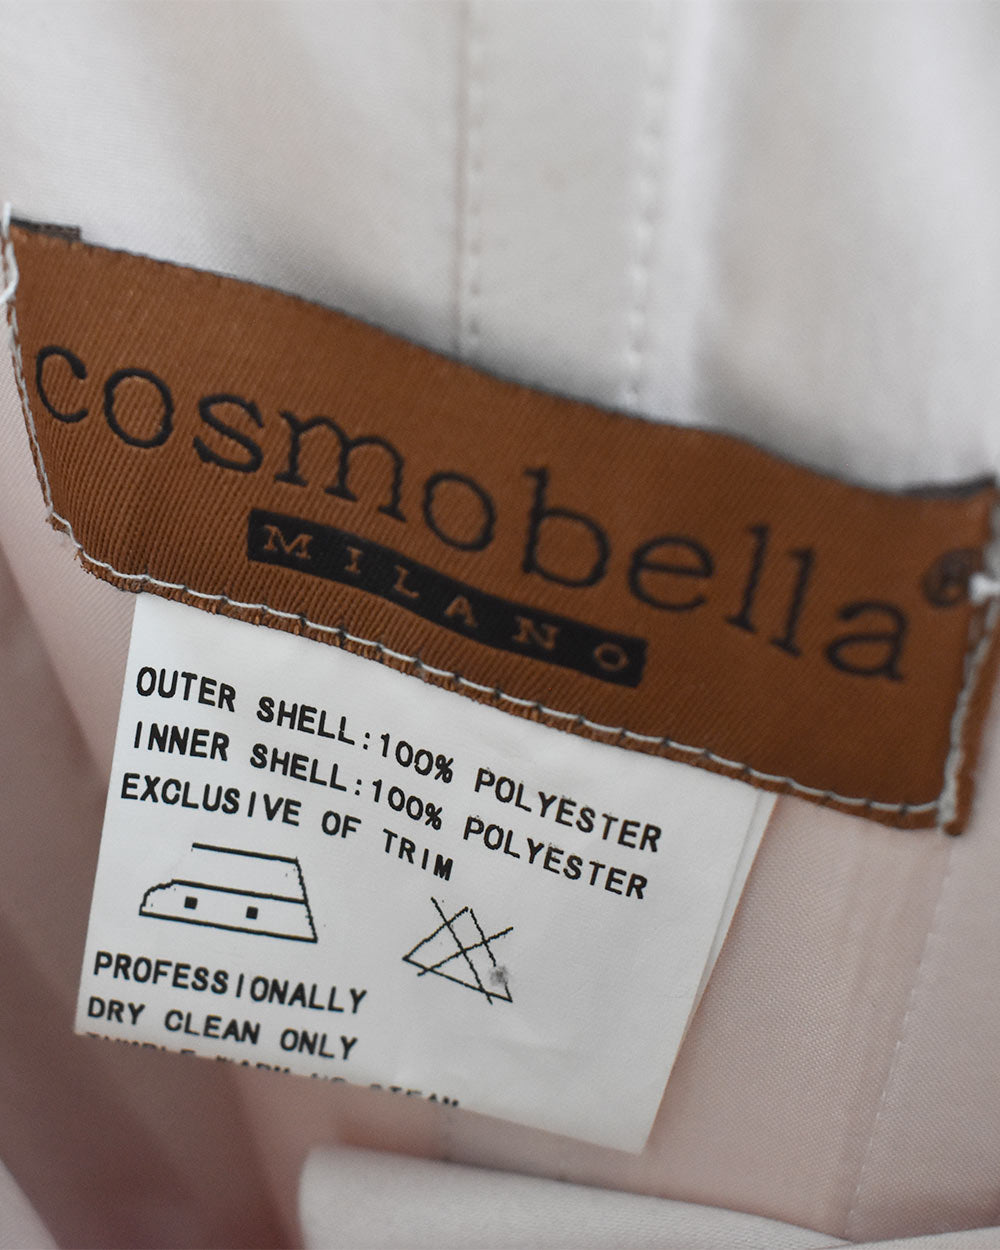 cosmobella®
MILANO
OUTER SHELL:100% POLYESTER
INNER SHELL:100% POLYESTER
EXCLUSIVE OF TRIM
PROFESSIONALLY
DRY CLEAN ONLY